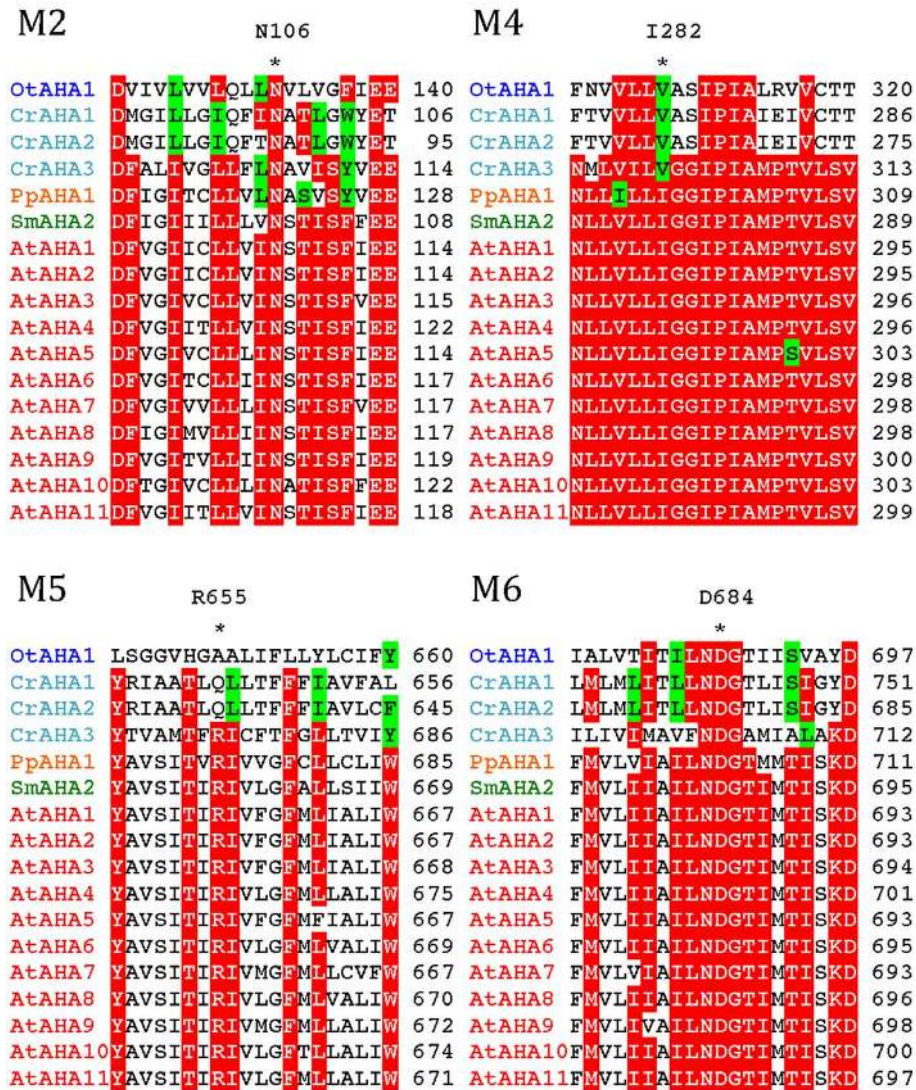 M2
N106
*
OtAHA1 DVIVLVVLQLLNVLVGFIEE 140
CrAHA1 DMGILLGIQFINATLGWYET 106
CrAHA2 DMGILLGIQFTNATLGWYET 95
CrAHA3 DFALIVGLLFLNAVISYVEE 114
PpAHA1 DFIGITCLLVLNASVSYVEE 128
SmAHA2 DFIGIIILLLVNSTISFFEE 108
AtAHA1 DFVGIICLLVINSTISFIEE 114
AtAHA2 DFVGIICLLVINSTISFIEE 114
AtAHA3 DFVGIVCLLVINSTISFVEE 115
AtAHA4 DFVGIITLLVINSTISFIEE 122
AtAHA5 DFVGIVCLLLINSTISFIEE 114
AtAHA6 DFVGITCLLIINSTISFIEE 117
AtAHA7 DFVGIVVLLLINSTISFVEE 117
AtAHA8 DFIGIMVLLIINSTISFIEE 117
AtAHA9 DFVGITVLLIINSTISFIEE 119
AtAHA10 DFTGIVCLLLINATISFFEE 122
AtAHA11 DFVGIITLLVINSTISFIEE 118
M4
I282
*
OtAHA1 FNVVLLVASIPIALRVVCTT 320
CrAHA1 FTVVLLVASIPIAIEIVCTT 286
CrAHA2 FTVVLLVASIPIAIEIVCTT 275
CrAHA3 NMLVILVGGIPIAMPTVLSV 313
PpAHA1 NLLILLIGGIPIAMPTVLSV 309
SmAHA2 NLLVLLIGGIPIAMPTVLSV 289
AtAHA1 NLLVLLIGGIPIAMPTVLSV 295
AtAHA2 NLLVLLIGGIPIAMPTVLSV 295
AtAHA3 NLLVLLIGGIPIAMPTVLSV 296
AtAHA4 NLLVLLIGGIPIAMPTVLSV 296
AtAHA5 NLLVLLIGGIPIAMPSVLSV 303
AtAHA6 NLLVLLIGGIPIAMPTVLSV 298
AtAHA7 NLLVLLIGGIPIAMPTVLSV 298
AtAHA8 NLLVLLIGGIPIAMPTVLSV 298
AtAHA9 NLLVLLIGGIPIAMPTVLSV 300
AtAHA10 NLLVLLIGGIPIAMPTVLSV 303
AtAHA11 NLLVLLIGGIPIAMPTVLSV 299
M5
R655
*
OtAHA1 LSGGVHGAALIFLLYLCIFY 660
CrAHA1 YRIAATLQLLTFFFIAVFAL 656
CrAHA2 YRIAATLQLLTFFFIAVLCF 645
CrAHA3 YTVAMTFRICFTFGLLTVIY 686
PpAHA1 YAVSITVRIVVGFCLLCLIW 685
SmAHA2 YAVSITIRIVLGFALLSIIW 669
AtAHA1 YAVSITIRIVFGFMLIALIW 667
AtAHA2 YAVSITIRIVFGFMLIALIW 667
AtAHA3 YAVSITIRIVFGFMLIALIW 668
AtAHA4 YAVSITIRIVLGFMLLALIW 675
AtAHA5 YAVSITIRIVFGFMFIALIW 667
AtAHA6 YAVSITIRIVLGFMLVALIW 669
AtAHA7 YAVSITIRIVMGFMLLCVFW 667
AtAHA8 YAVSITIRIVLGFMLVALIW 670
AtAHA9 YAVSITIRIVMGFMLLALIW 672
AtAHA10 YAVSITIRIVLGFTLLALIW 674
AtAHA11 YAVSITIRIVLGFMLLALIW 671
M6
D684
*
OtAHA1 IALVTITILNDGTIISVAYD 697
CrAHA1 LMLMLITLLNDGTLISIGYD 751
CrAHA2 LMLMLITLLNDGTLISIGYD 685
CrAHA3 ILIVIMAVFNDGAMIALAKD 712
PpAHA1 FMVLVIAILNDGTMMTISKD 711
SmAHA2 FMVLIIAILNDGTIMTISKD 695
AtAHA1 FMVLIIAILNDGTIMTISKD 693
AtAHA2 FMVLIIAILNDGTIMTISKD 693
AtAHA3 FMVLIIAILNDGTIMTISKD 694
AtAHA4 FMVLIIAILNDGTIMTISKD 701
AtAHA5 FMVLIIAILNDGTIMTISKD 693
AtAHA6 FMVLIIAILNDGTIMTISKD 695
AtAHA7 FMVLVIAILNDGTIMTISKD 693
AtAHA8 FMVLIIAILNDGTIMTISKD 696
AtAHA9 FMVLIVAILNDGTIMTISKD 698
AtAHA10 FMVLIIAILNDGTIMTISKD 700
AtAHA11 FMVLIIAILNDGTIMTISKD 697